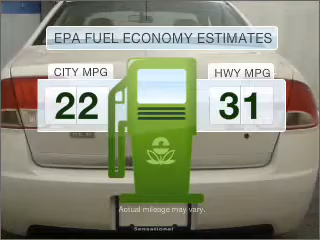 EPA FUEL ECONOMY ESTIMATES
CITY MPG
HWY MPG
22
31
Actual mileage may vary.
Sensational